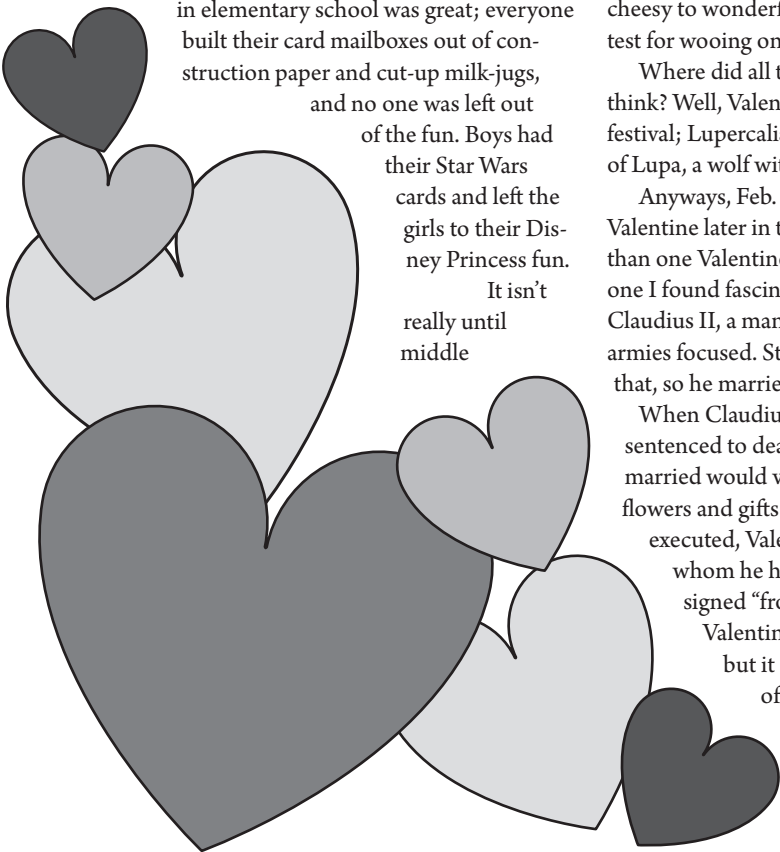 in elementary school was great; everyone
built their card mailboxes out of con-
struction paper and cut-up milk-jugs,
and no one was left out
of the fun. Boys had
their Star Wars
cards and left the
girls to their Dis-
ney Princess fun.
It isn’t
really until
middle
cheesy to wonderf
test for wooing on
Where did all t
think? Well, Valen
festival; Lupercali
of Lupa, a wolf wit
Anyways, Feb.
Valentine later in t
than one Valentine
one I found fascin
Claudius II, a man
armies focused. St
that, so he marrie
When Claudiu
sentenced to dea
married would v
flowers and gifts
executed, Vale
whom he h
signed “fro
Valentin
but it
of